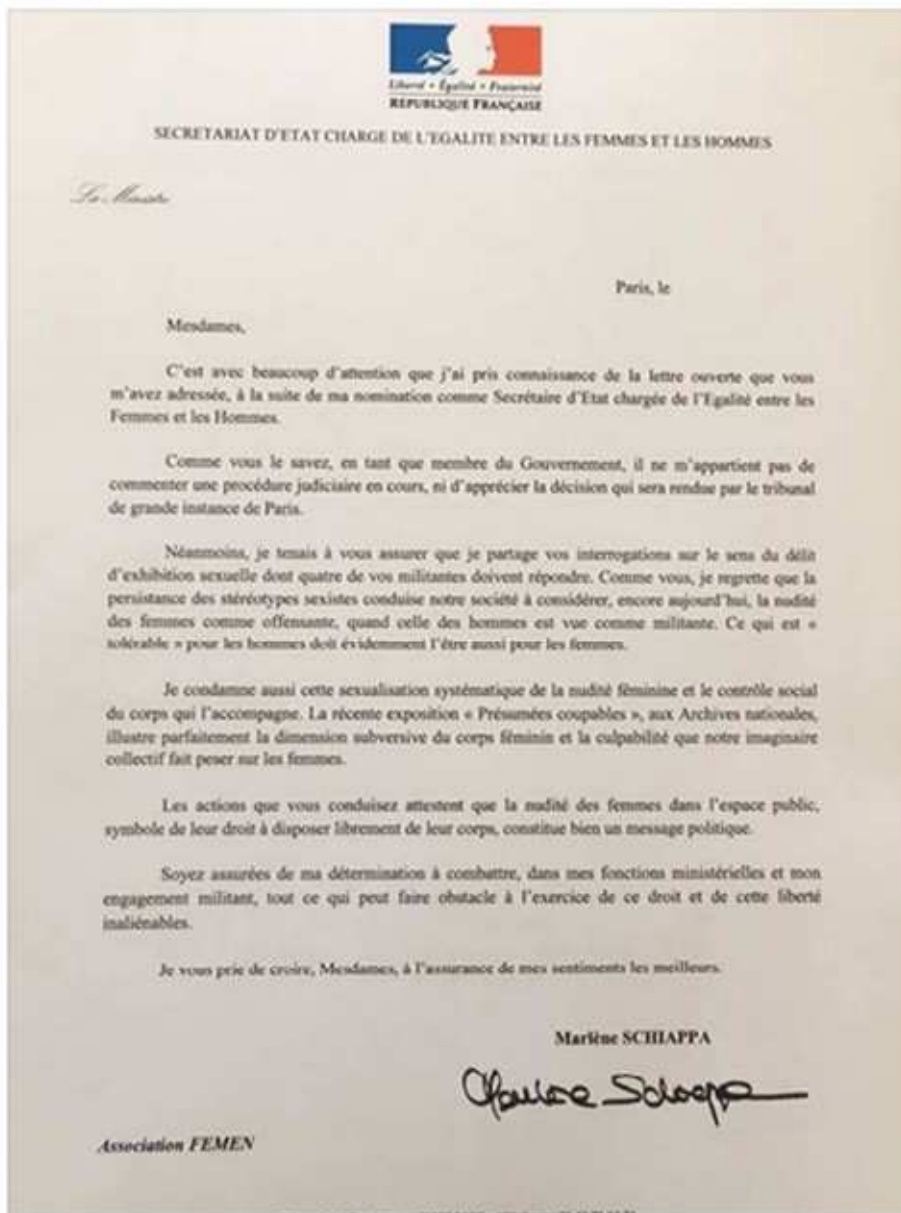 Liberté • Égalité • Fraternité
RÉPUBLIQUE FRANÇAISE
SECRETARIAT D'ETAT CHARGE DE L'EGALITE ENTRE LES FEMMES ET LES HOMMES
La Ministre
Paris, le
Mesdames,
C'est avec beaucoup d'attention que j'ai pris connaissance de la lettre ouverte que vous
m'avez adressée, à la suite de ma nomination comme Secrétaire d'Etat chargée de l'Egalité entre les
Femmes et les Hommes.
Comme vous le savez, en tant que membre du Gouvernement, il ne m'appartient pas de
commenter une procédure judiciaire en cours, ni d'apprécier la décision qui sera rendue par le tribunal
de grande instance de Paris.
Néanmoins, je tenais à vous assurer que je partage vos interrogations sur le sens du délit
d'exhibition sexuelle dont quatre de vos militantes doivent répondre. Comme vous, je regrette que la
persistance des stéréotypes sexistes conduise notre société à considérer, encore aujourd'hui, la nudité
des femmes comme offensante, quand celle des hommes est vue comme militante. Ce qui est «
tolérable » pour les hommes doit évidemment l'être aussi pour les femmes.
Je condamne aussi cette sexualisation systématique de la nudité féminine et le contrôle social
du corps qui l'accompagne. La récente exposition « Présumées coupables », aux Archives nationales,
illustre parfaitement la dimension subversive du corps féminin et la culpabilité que notre imaginaire
collectif fait peser sur les femmes.
Les actions que vous conduisez attestent que la nudité des femmes dans l'espace public,
symbole de leur droit à disposer librement de leur corps, constitue bien un message politique.
Soyez assurées de ma détermination à combattre, dans mes fonctions ministérielles et mon
engagement militant, tout ce qui peut faire obstacle à l'exercice de ce droit et de cette liberté
inaliénables.
Je vous prie de croire, Mesdames, à l'assurance de mes sentiments les meilleurs.
Marlène SCHIAPPA
Association FEMEN